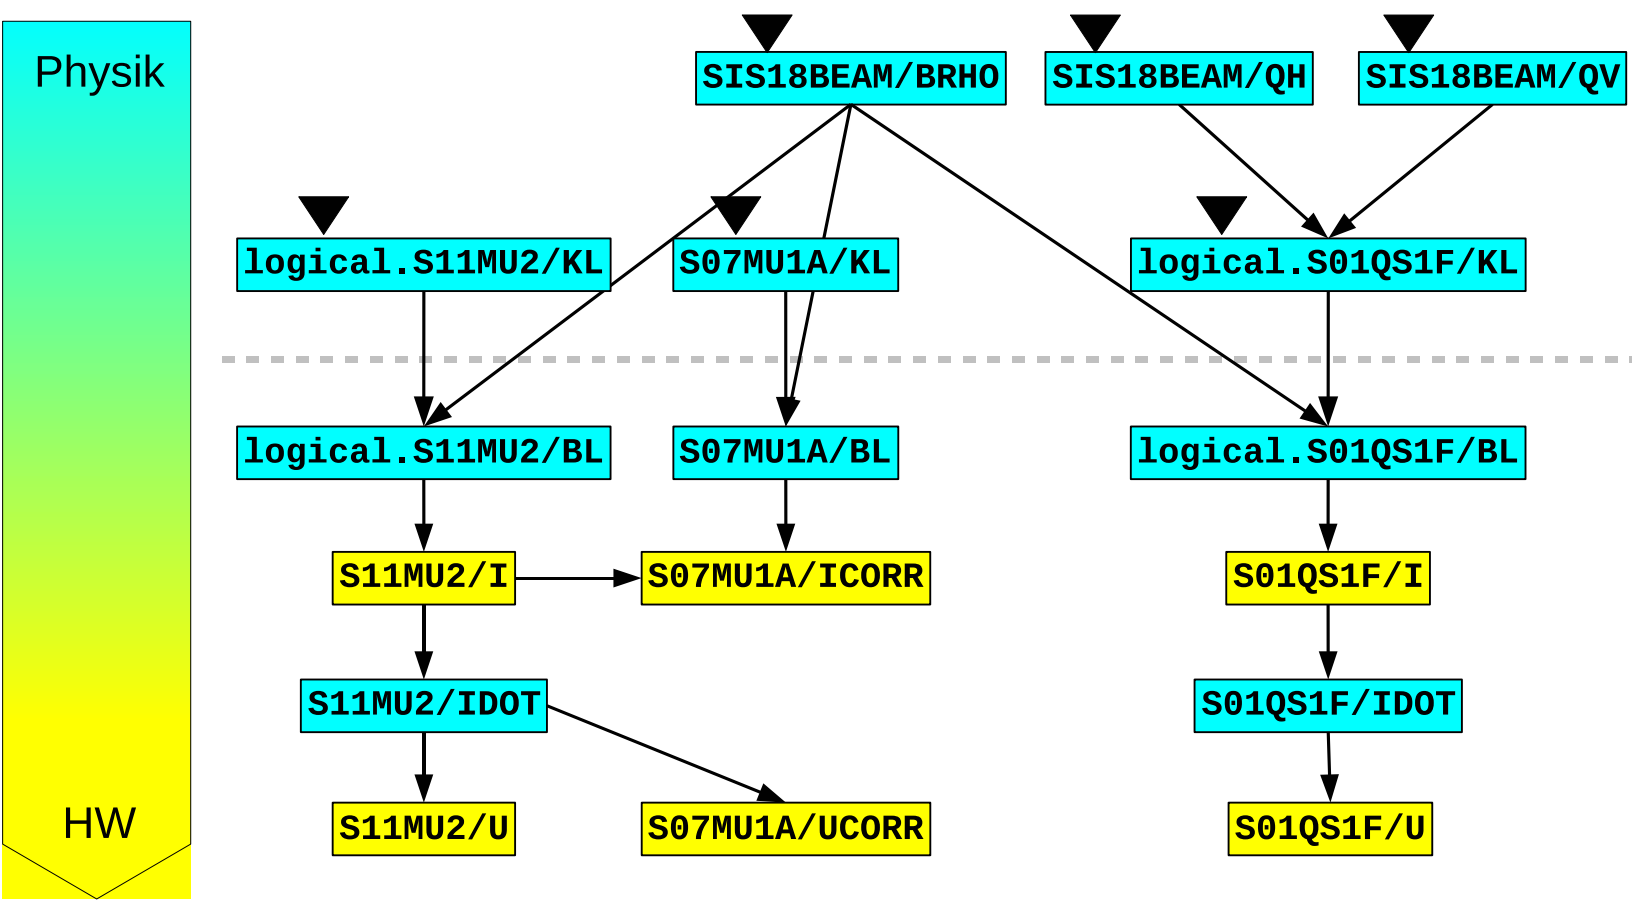 Physik
SIS18BEAM/BRHO
SIS18BEAM/QH
SIS18BEAM/QV
logical.S11MU2/KL
S07MU1A/KL
logical.S01QS1F/KL
logical.S11MU2/BL
S07MU1A/BL
logical.S01QS1F/BL
S11MU2/I
S07MU1A/ICORR
S01QS1F/I
S11MU2/IDOT
S01QS1F/IDOT
HW
S11MU2/U
S07MU1A/UCORR
S01QS1F/U